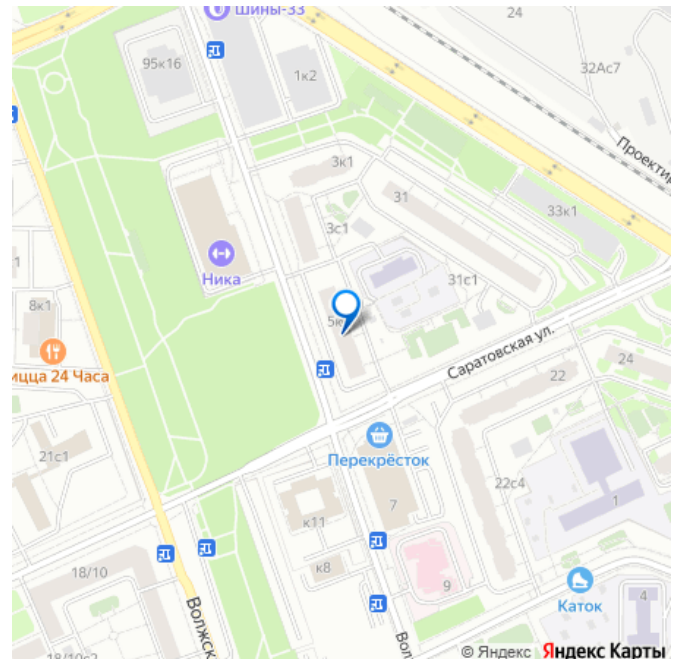 Шины-33
24
95к16
1к2
32Ас7
3к1
Проекти
31
33к1
3с1
Ника
31с1
1
8к1
5к
ицца 24 Часа
Саратовская ул.
24
22
Перекрёсток
21с1
7
22с4
к11
1
18/10
к8
9
Каток
4
Волжск
Вол
18/10с2
© Яндекс Яндекс Карты